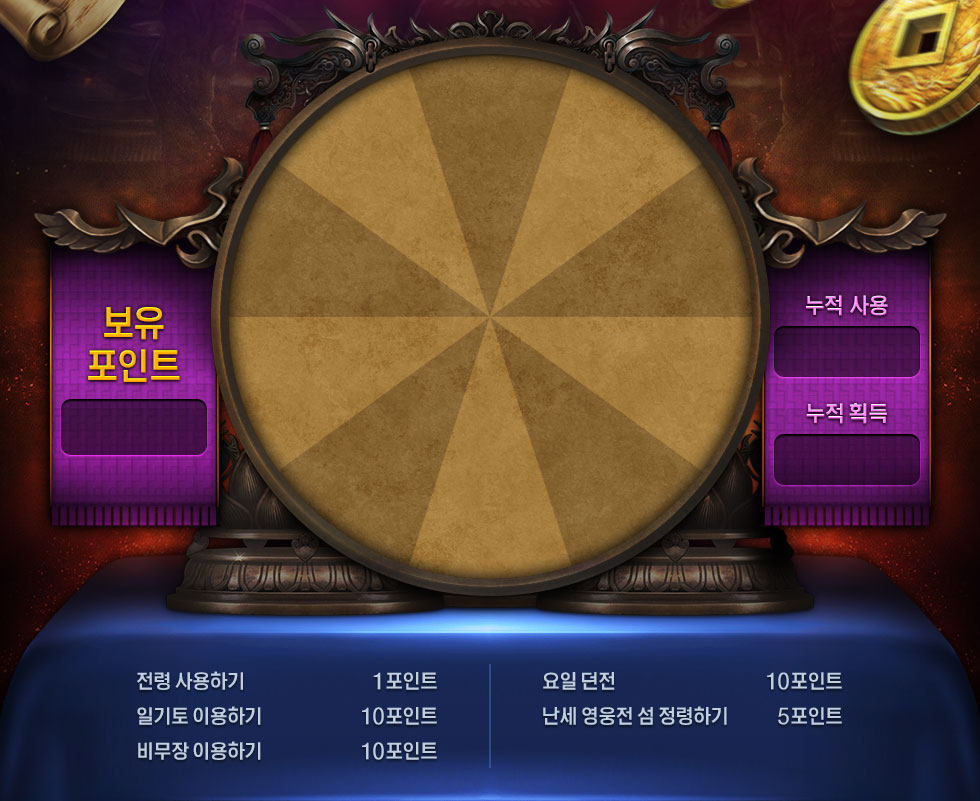 보유
포인트
누적 사용
누적 획득
전령 사용하기 1포인트
일기토 이용하기 10포인트
비무장 이용하기 10포인트
요일 던전 10포인트
난세 영웅전 섬 정령하기 5포인트